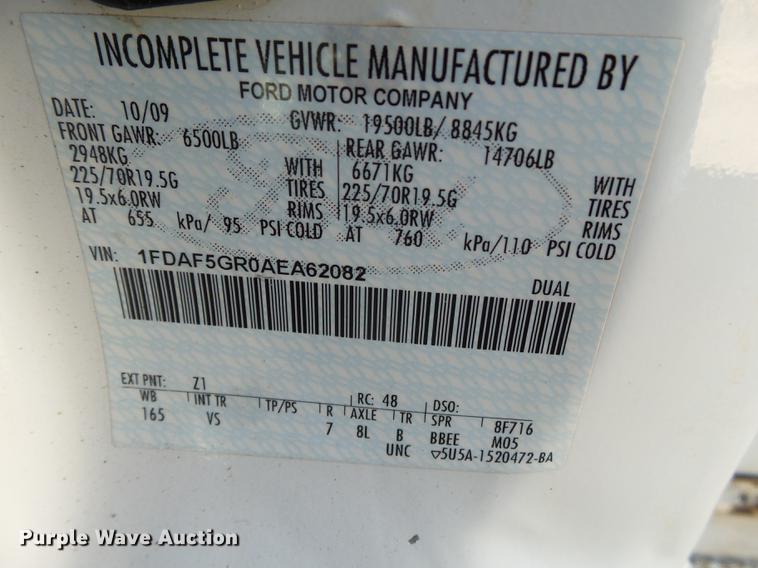 INCOMPLETE VEHICLE MANUFACTURED BY
FORD MOTOR COMPANY
DATE: 10/09 GVWR: 19500LB/ 8845KG
FRONT GAWR: 6500LB REAR GAWR: 14706LB
2948KG WITH 6671KG WITH
225/70R19.5G TIRES 225/70R19.5G TIRES
19.5x6.0RW RIMS 19.5x6.0RW RIMS
AT 655 kPa/ 95 PSI COLD AT 760 kPa/110 PSI COLD
VIN: 1FDAF5GR0AEA62082
DUAL
EXT PNT: Z1 RC: 48 DSO:
WB INT TR TP/PS R AXLE TR SPR 8F716
165 VS 7 8L B BBEE M05
UNC ▽5U5A-1520472-BA
Purple Wave Auction